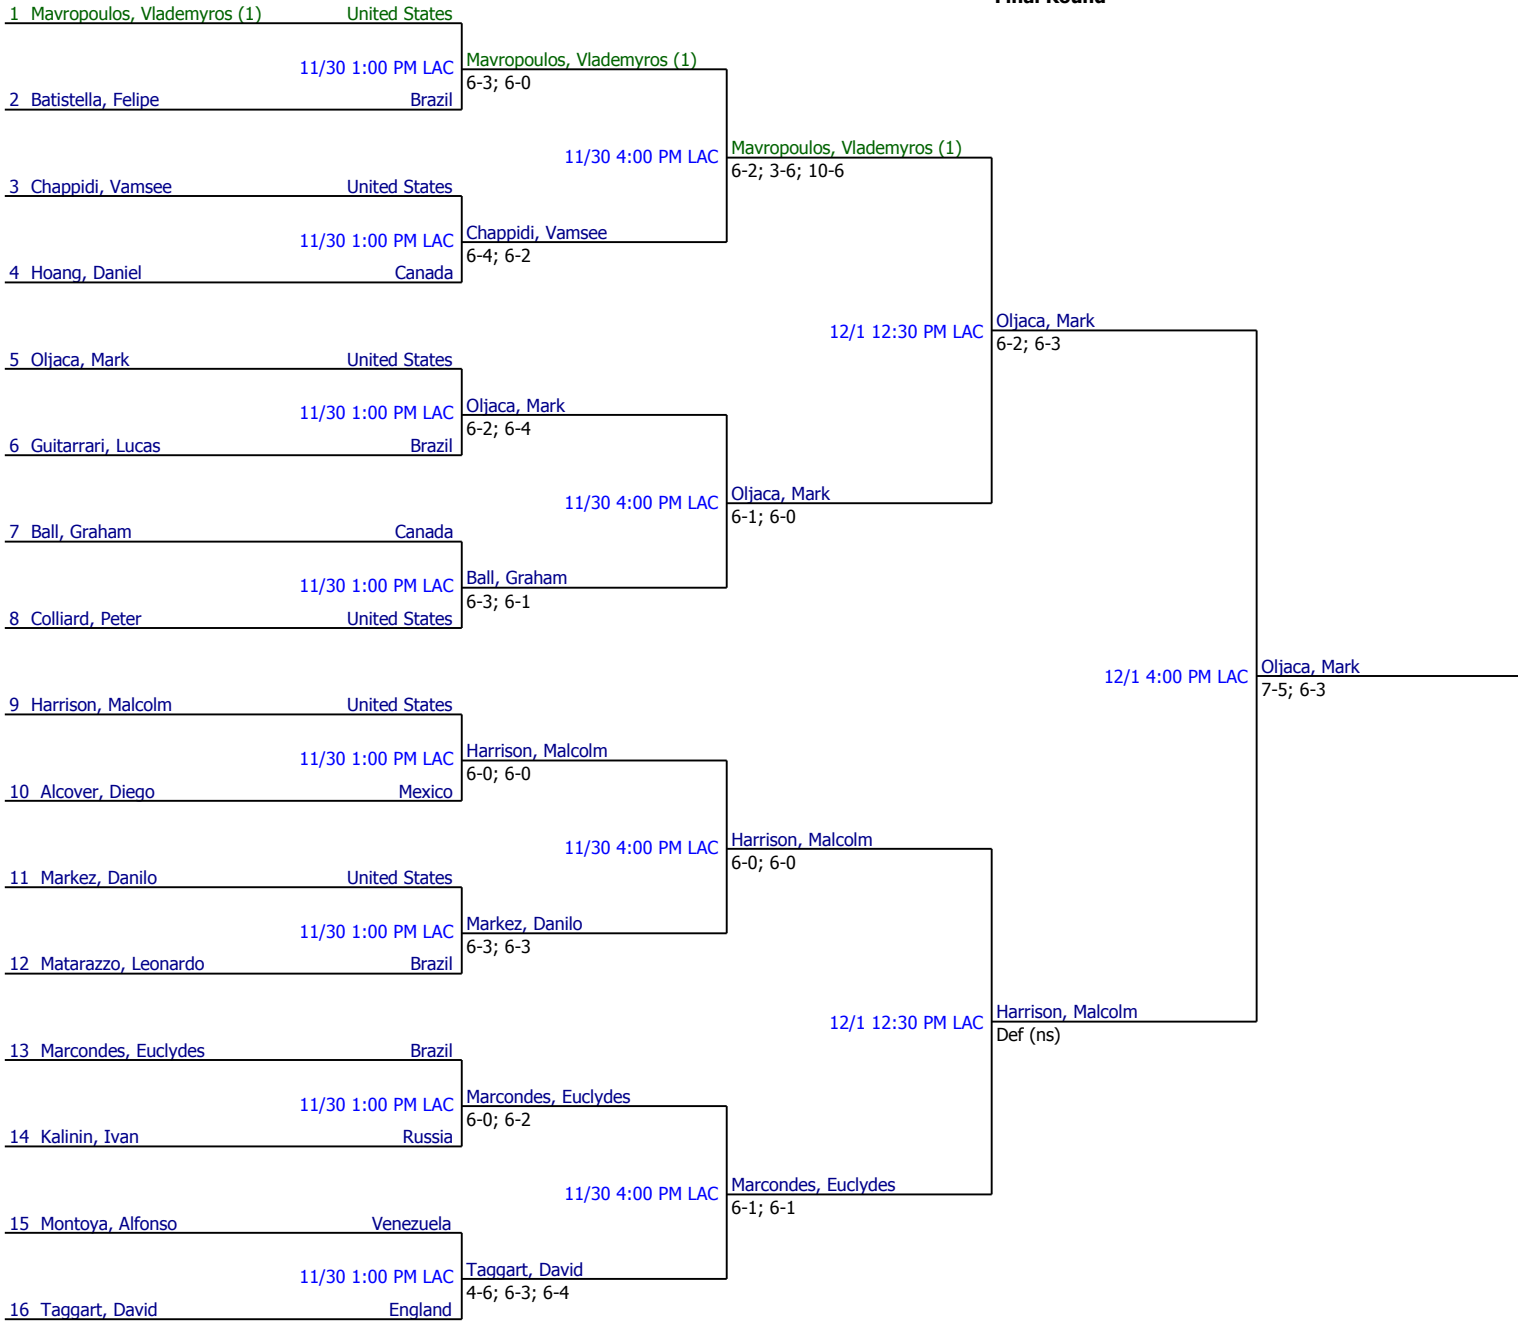 1 Mavropoulos, Vlademyros (1) United States
11/30 1:00 PM LAC
2 Batistella, Felipe Brazil
Mavropoulos, Vlademyros (1)
6-3; 6-0
3 Chappidi, Vamsee United States
11/30 1:00 PM LAC
4 Hoang, Daniel Canada
Chappidi, Vamsee
6-4; 6-2
11/30 4:00 PM LAC
Mavropoulos, Vlademyros (1)
6-2; 3-6; 10-6
5 Oljaca, Mark United States
11/30 1:00 PM LAC
6 Guitarrari, Lucas Brazil
Oljaca, Mark
6-2; 6-4
7 Ball, Graham Canada
11/30 1:00 PM LAC
8 Colliard, Peter United States
Ball, Graham
6-3; 6-1
11/30 4:00 PM LAC
Oljaca, Mark
6-1; 6-0
12/1 12:30 PM LAC
Oljaca, Mark
6-2; 6-3
9 Harrison, Malcolm United States
11/30 1:00 PM LAC
10 Alcover, Diego Mexico
Harrison, Malcolm
6-0; 6-0
11 Markez, Danilo United States
11/30 1:00 PM LAC
12 Matarazzo, Leonardo Brazil
Markez, Danilo
6-3; 6-3
11/30 4:00 PM LAC
Harrison, Malcolm
6-0; 6-0
13 Marcondes, Euclydes Brazil
11/30 1:00 PM LAC
14 Kalinin, Ivan Russia
Marcondes, Euclydes
6-0; 6-2
15 Montoya, Alfonso Venezuela
11/30 1:00 PM LAC
16 Taggart, David England
Taggart, David
4-6; 6-3; 6-4
11/30 4:00 PM LAC
Marcondes, Euclydes
6-1; 6-1
12/1 12:30 PM LAC
Harrison, Malcolm
Def (ns)
12/1 4:00 PM LAC
Oljaca, Mark
7-5; 6-3